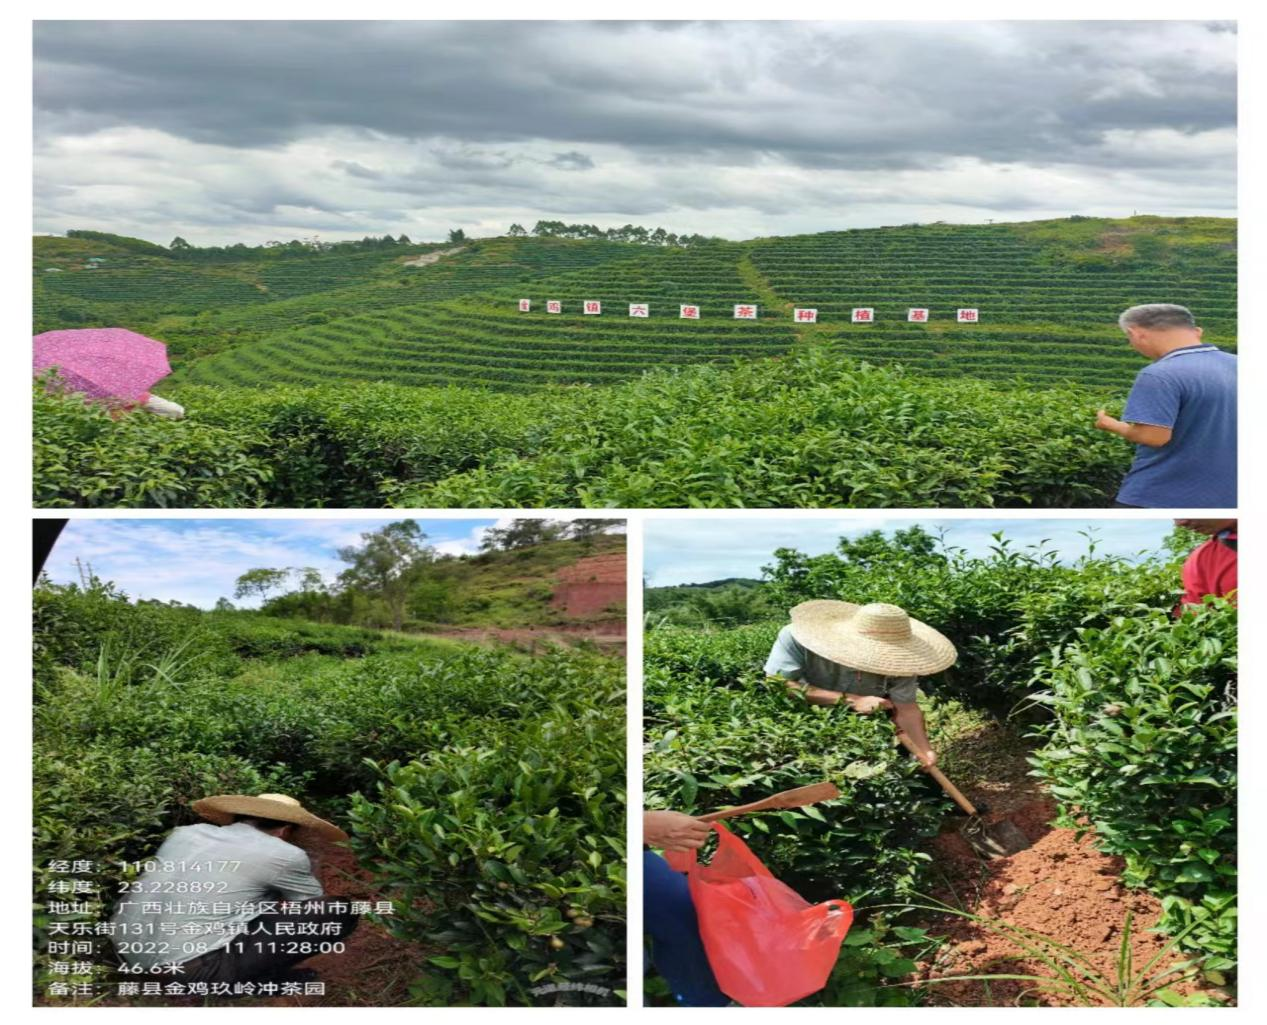 金鸡镇六堡茶种植基地
经度： 110.814177
纬度： 23.228892
地址： 广西壮族自治区梧州市藤县
天乐街131号金鸡镇人民政府
时间： 2022-08-11 11:28:00
海拔： 46.6米
备注： 藤县金鸡玖岭冲茶园